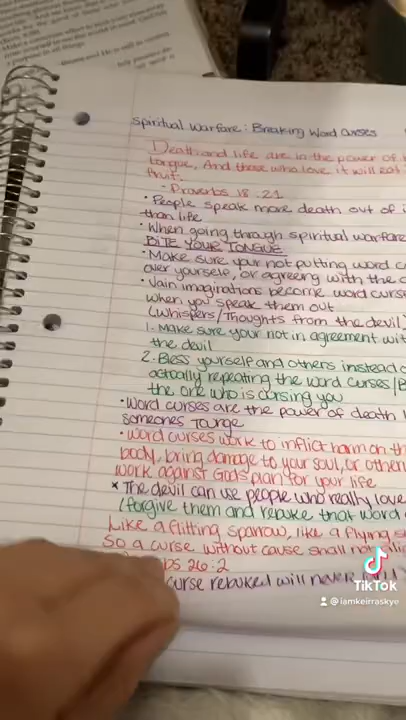 Spiritual Warfare: Breaking Word Curses
Death and life are in the power of
tongue, And those who love it will eat
fruit.
- Proverbs 18:21
• People speak more death out of
than life
• When going through spiritual warfare
BITE YOUR TONGUE
• Make sure your not putting word
over yourself, or agreeing with the
• Vain imaginations become word curse
when you speak them out
(Whispers/Thoughts from the devil)
1. Make sure your not in agreement wit
the devil
2. Bless yourself and others instead
actually repeating the word curses/
the one who is cursing you
• Word curses are the power of death
someones Tounge
• word curses work to inflict harm on th
body, bring damage to your soul, or other
work against Gods plan for your life
* The devil can use people who really love
(forgive them and rebuke that word
Like a flitting sparrow, like a flying
So a curse without cause shall not
26:2
curse rebuked will never
TikTok
@iamkeirraskye